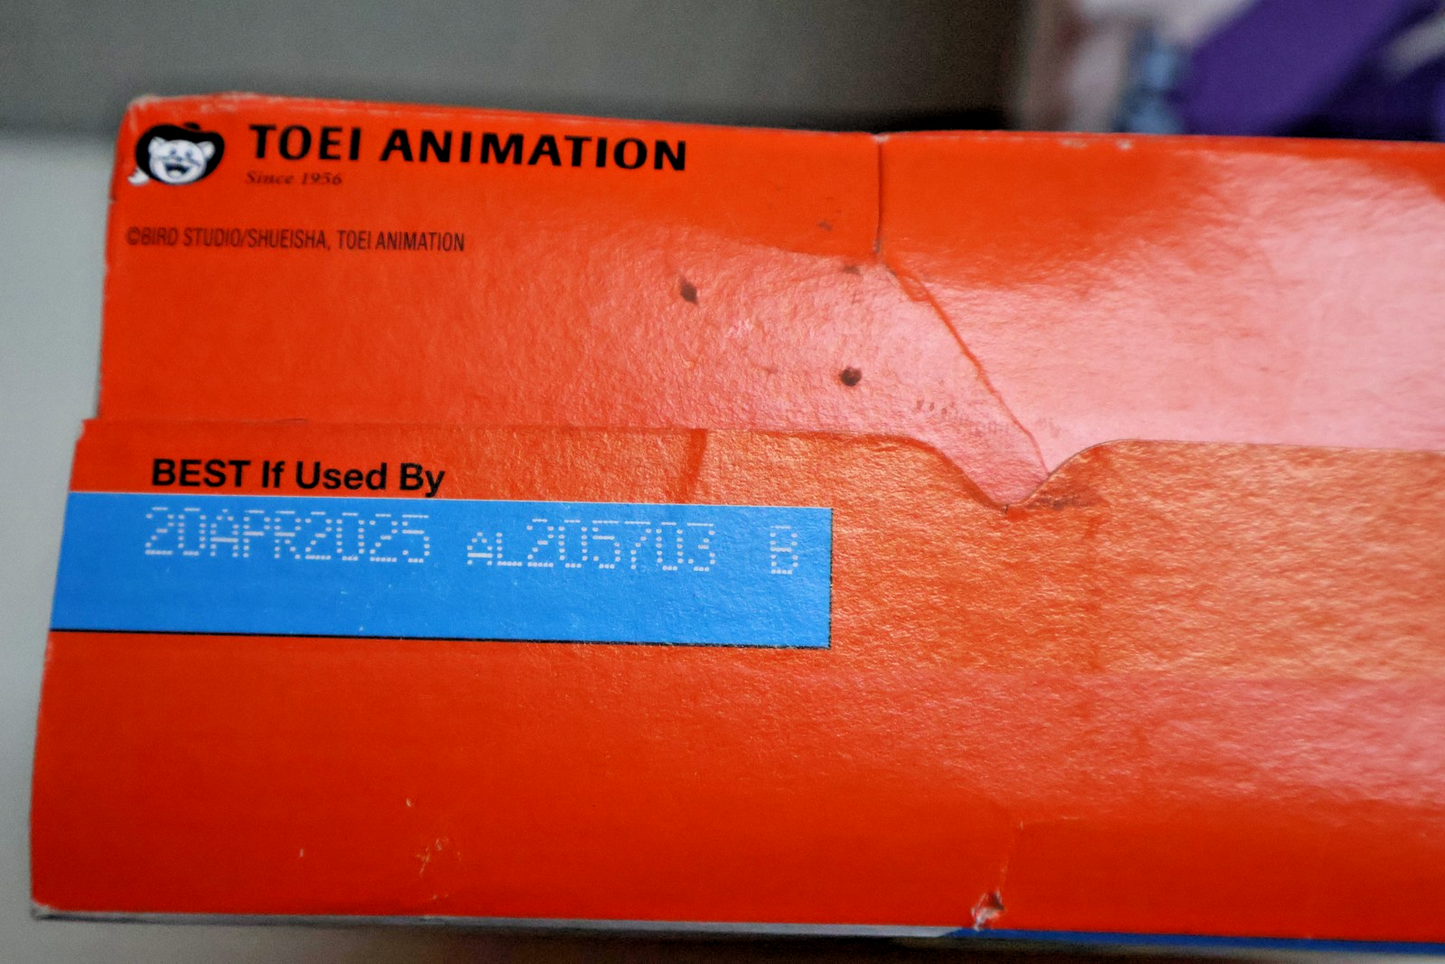 TOEI ANIMATION
Since 1956
©BIRD STUDIO/SHUEISHA, TOEI ANIMATION
BEST If Used By
20APR2025 AL205703 B